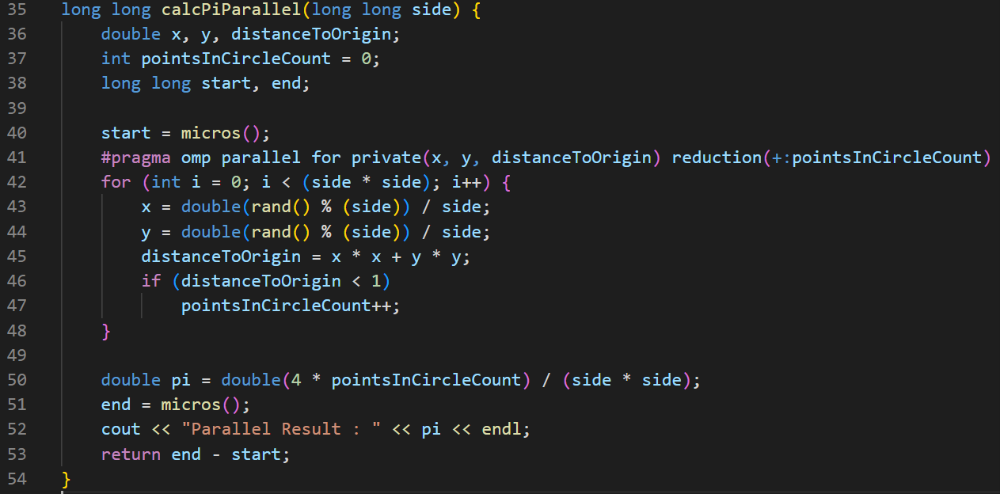 35 long long calcPiParallel(long long side) {
36     double x, y, distanceToOrigin;
37     int pointsInCircleCount = 0;
38     long long start, end;
39
40     start = micros();
41     #pragma omp parallel for private(x, y, distanceToOrigin) reduction(+:pointsInCircleCount)
42     for (int i = 0; i < (side * side); i++) {
43         x = double(rand() % (side)) / side;
44         y = double(rand() % (side)) / side;
45         distanceToOrigin = x * x + y * y;
46         if (distanceToOrigin < 1)
47             pointsInCircleCount++;
48     }
49
50     double pi = double(4 * pointsInCircleCount) / (side * side);
51     end = micros();
52     cout << "Parallel Result : " << pi << endl;
53     return end - start;
54 }